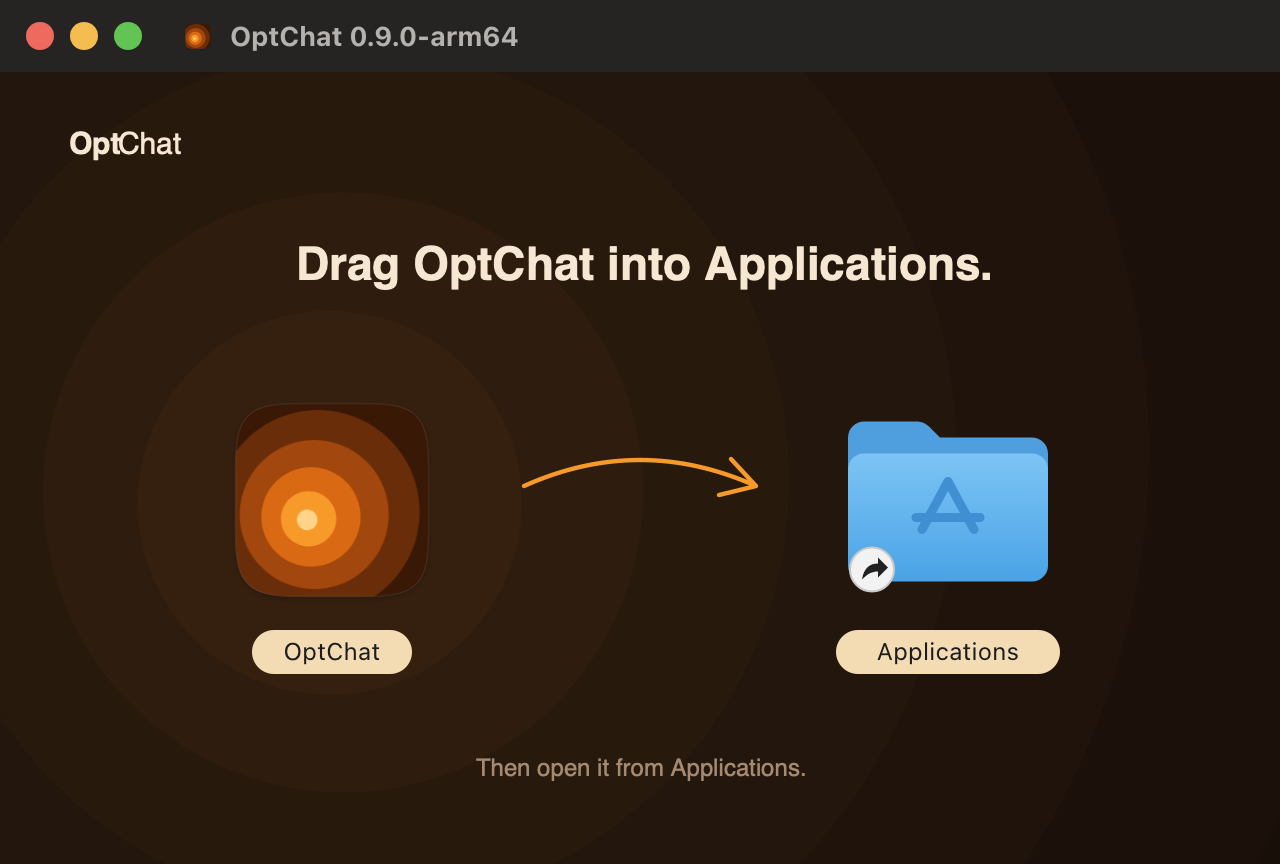 OptChat 0.9.0-arm64
OptChat
Drag OptChat into Applications.
OptChat
Applications
Then open it from Applications.